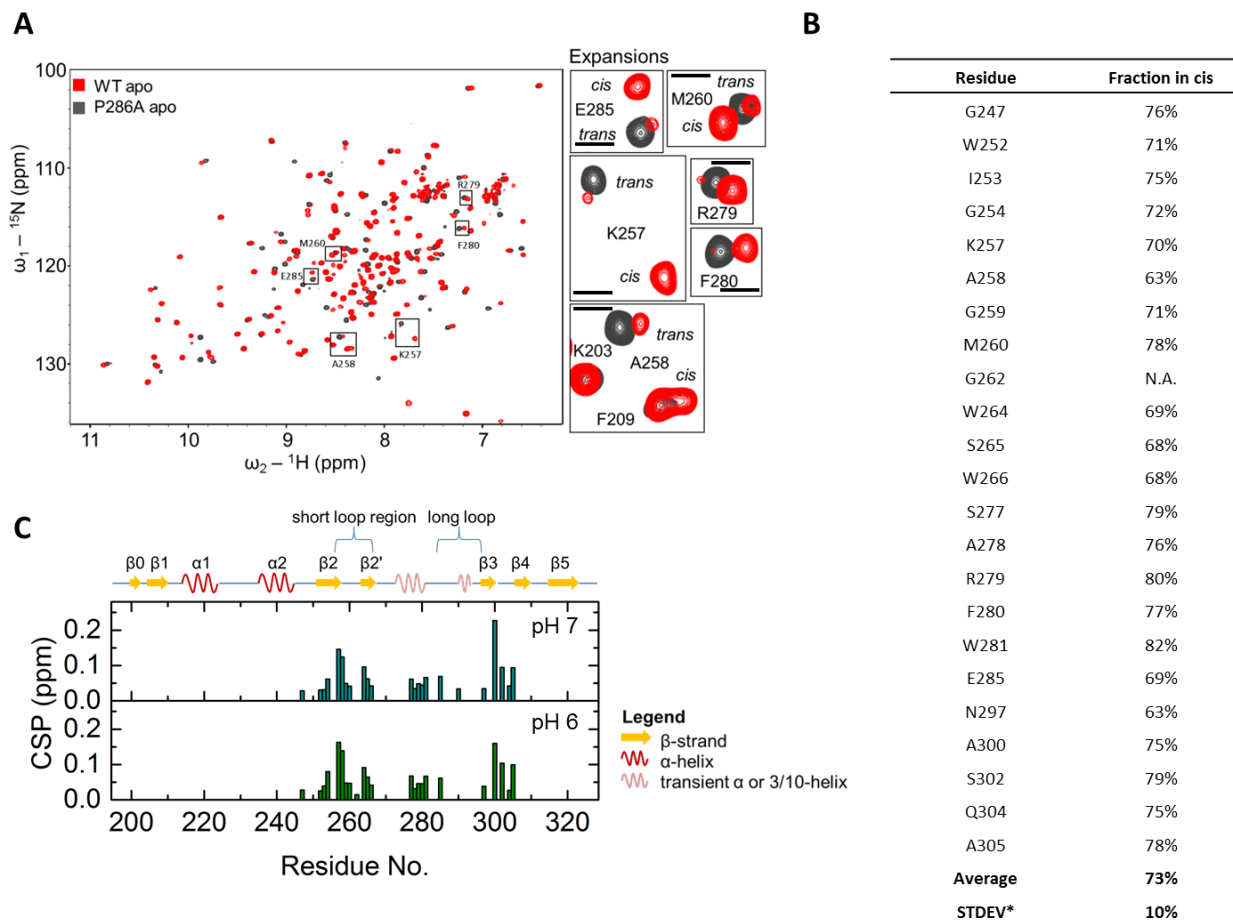 A
100
110
120
130
ω1 – 15N (ppm)
WT apo
P286A apo
R279
M260
F280
E285
A258
K257
11 10 9 8 7
ω2 – 1H (ppm)
Expansions
cis
E285
trans
trans
M260
cis
trans
K257
cis
R279
F280
K203
trans
A258
cis
F209
B
Residue Fraction in cis
G247 76%
W252 71%
I253 75%
G254 72%
K257 70%
A258 63%
G259 71%
M260 78%
G262 N.A.
W264 69%
S265 68%
W266 68%
S277 79%
A278 76%
R279 80%
F280 77%
W281 82%
E285 69%
N297 63%
A300 75%
S302 79%
Q304 75%
A305 78%
Average 73%
STDEV* 10%
C
short loop region long loop
β0 β1 α1 α2 β2 β2' β3 β4 β5
CSP (ppm)
0.2
0.1
0.0
pH 7
0.2
0.1
0.0
pH 6
200 220 240 260 280 300 320
Residue No.
Legend
β-strand
α-helix
transient α or 3/10-helix